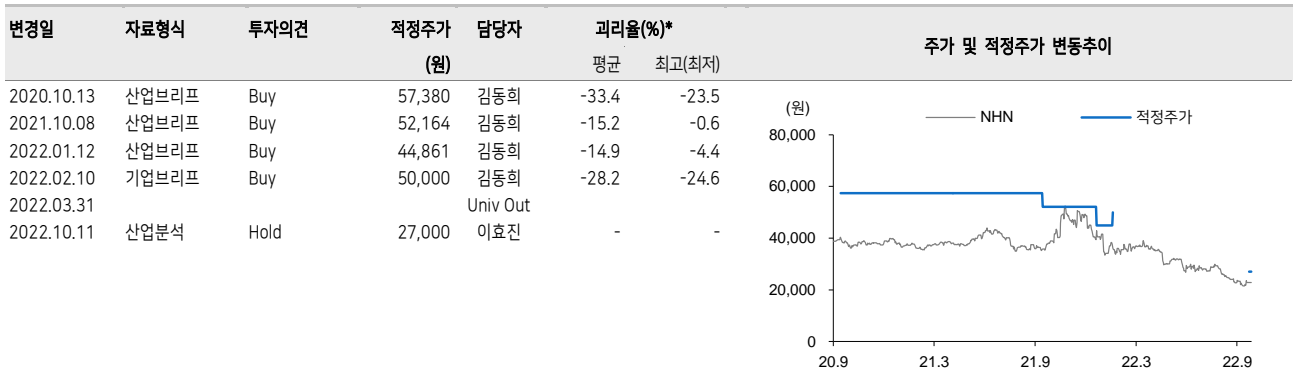 변경일 자료형식 투자의견 적정주가 담당자 괴리율(%)* 주가 및 적정주가 변동추이
(원) 평균 최고(최저)
2020.10.13 산업브리프 Buy 57,380 김동희 -33.4 -23.5
2021.10.08 산업브리프 Buy 52,164 김동희 -15.2 -0.6
2022.01.12 산업브리프 Buy 44,861 김동희 -14.9 -4.4
2022.02.10 기업브리프 Buy 50,000 김동희 -28.2 -24.6
2022.03.31 Univ Out
2022.10.11 산업분석 Hold 27,000 이효진 - -
(원)
NHN 적정주가
80,000
60,000
40,000
20,000
0
20.9 21.3 21.9 22.3 22.9